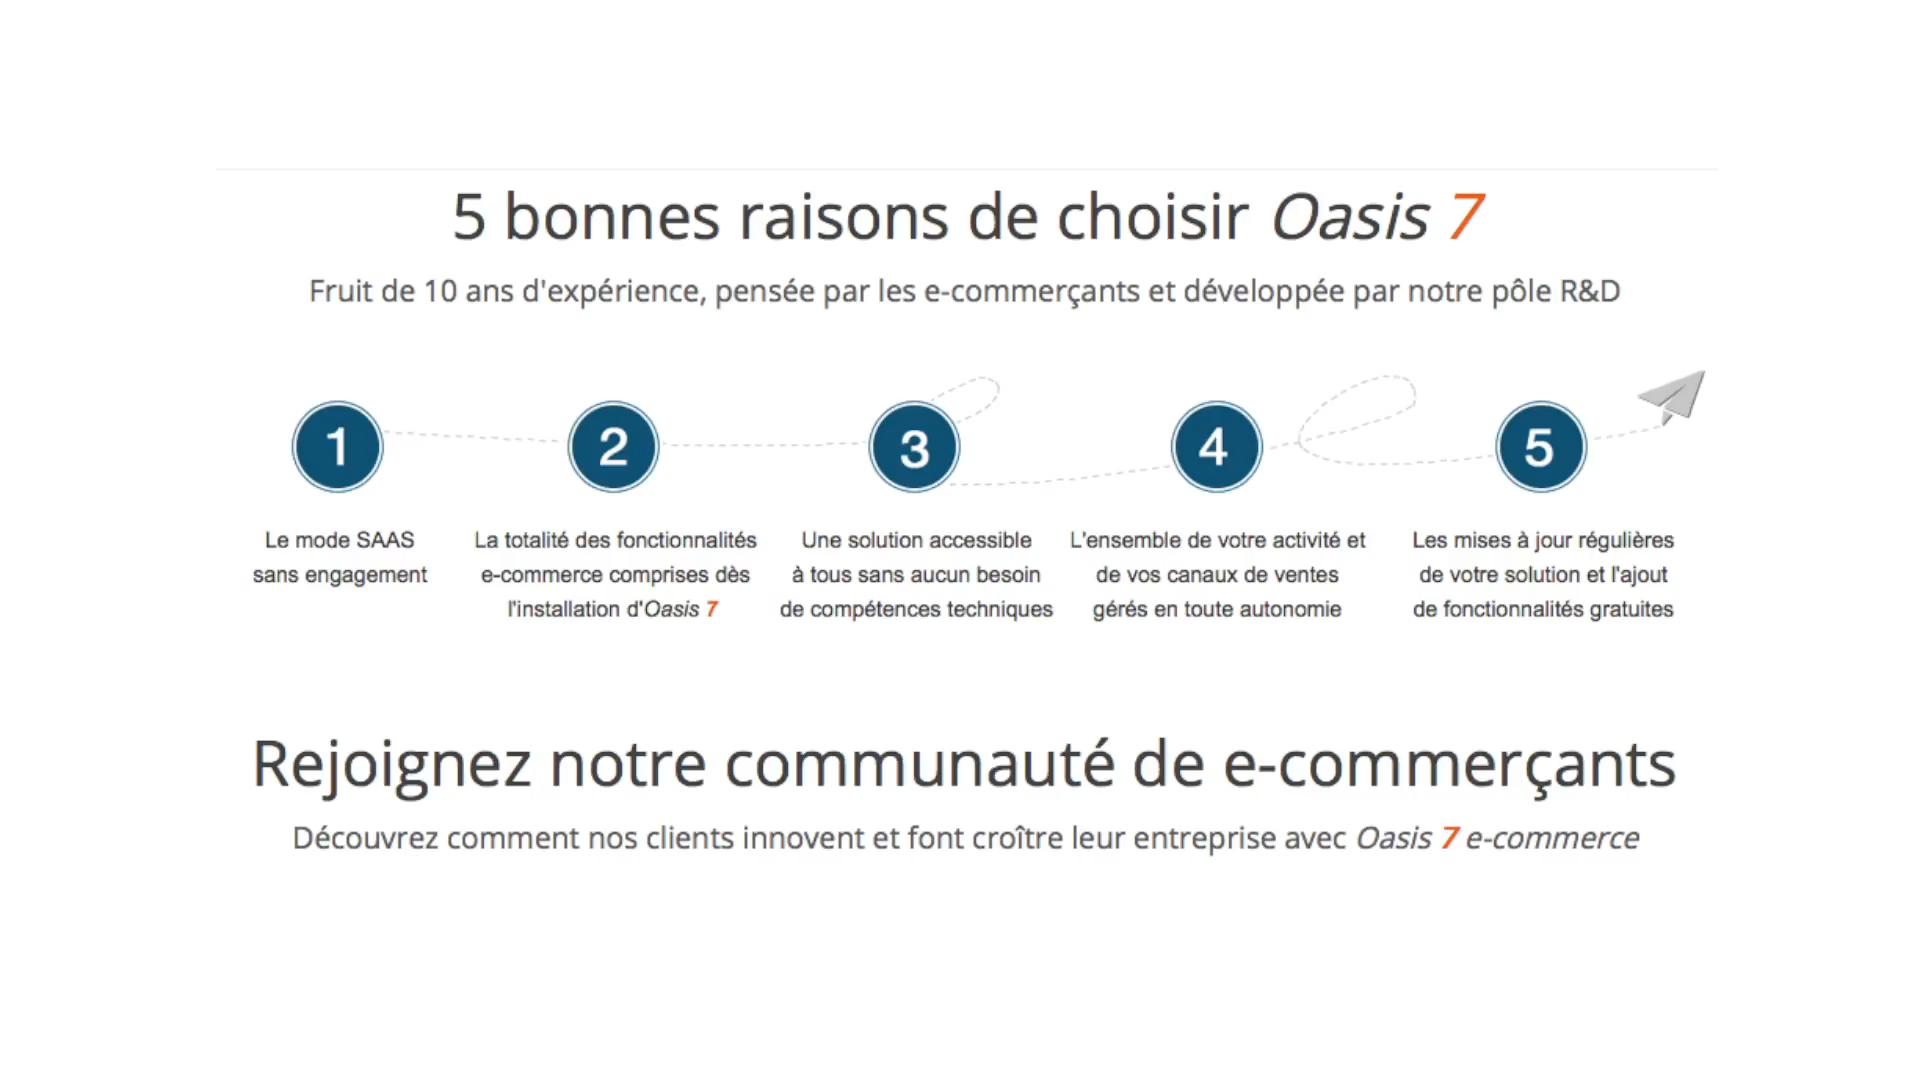 5 bonnes raisons de choisir Oasis 7
Fruit de 10 ans d'expérience, pensée par les e-commerçants et développée par notre pôle R&D
1
Le mode SAAS
sans engagement
2
La totalité des fonctionnalités
e-commerce comprises dès
l'installation d'Oasis 7
3
Une solution accessible
à tous sans aucun besoin
de compétences techniques
4
L'ensemble de votre activité et
de vos canaux de ventes
gérés en toute autonomie
5
Les mises à jour régulières
de votre solution et l'ajout
de fonctionnalités gratuites
Rejoignez notre communauté de e-commerçants
Découvrez comment nos clients innovent et font croître leur entreprise avec Oasis 7 e-commerce